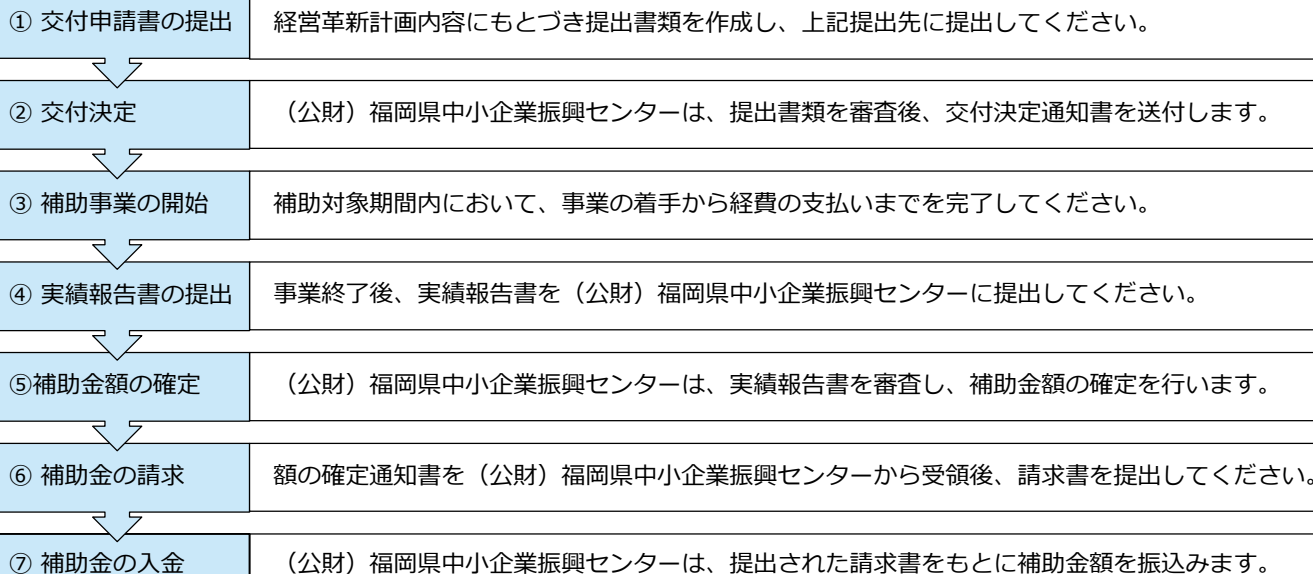 ① 交付申請書の提出
経営革新計画内容にもとづき提出書類を作成し、上記提出先に提出してください。
② 交付決定
（公財）福岡県中小企業振興センターは、提出書類を審査後、交付決定通知書を送付します。
③ 補助事業の開始
補助対象期間内において、事業の着手から経費の支払いまでを完了してください。
④ 実績報告書の提出
事業終了後、実績報告書を（公財）福岡県中小企業振興センターに提出してください。
⑤補助金額の確定
（公財）福岡県中小企業振興センターは、実績報告書を審査し、補助金額の確定を行います。
⑥ 補助金の請求
額の確定通知書を（公財）福岡県中小企業振興センターから受領後、請求書を提出してください。
⑦ 補助金の入金
（公財）福岡県中小企業振興センターは、提出された請求書をもとに補助金額を振込みます。